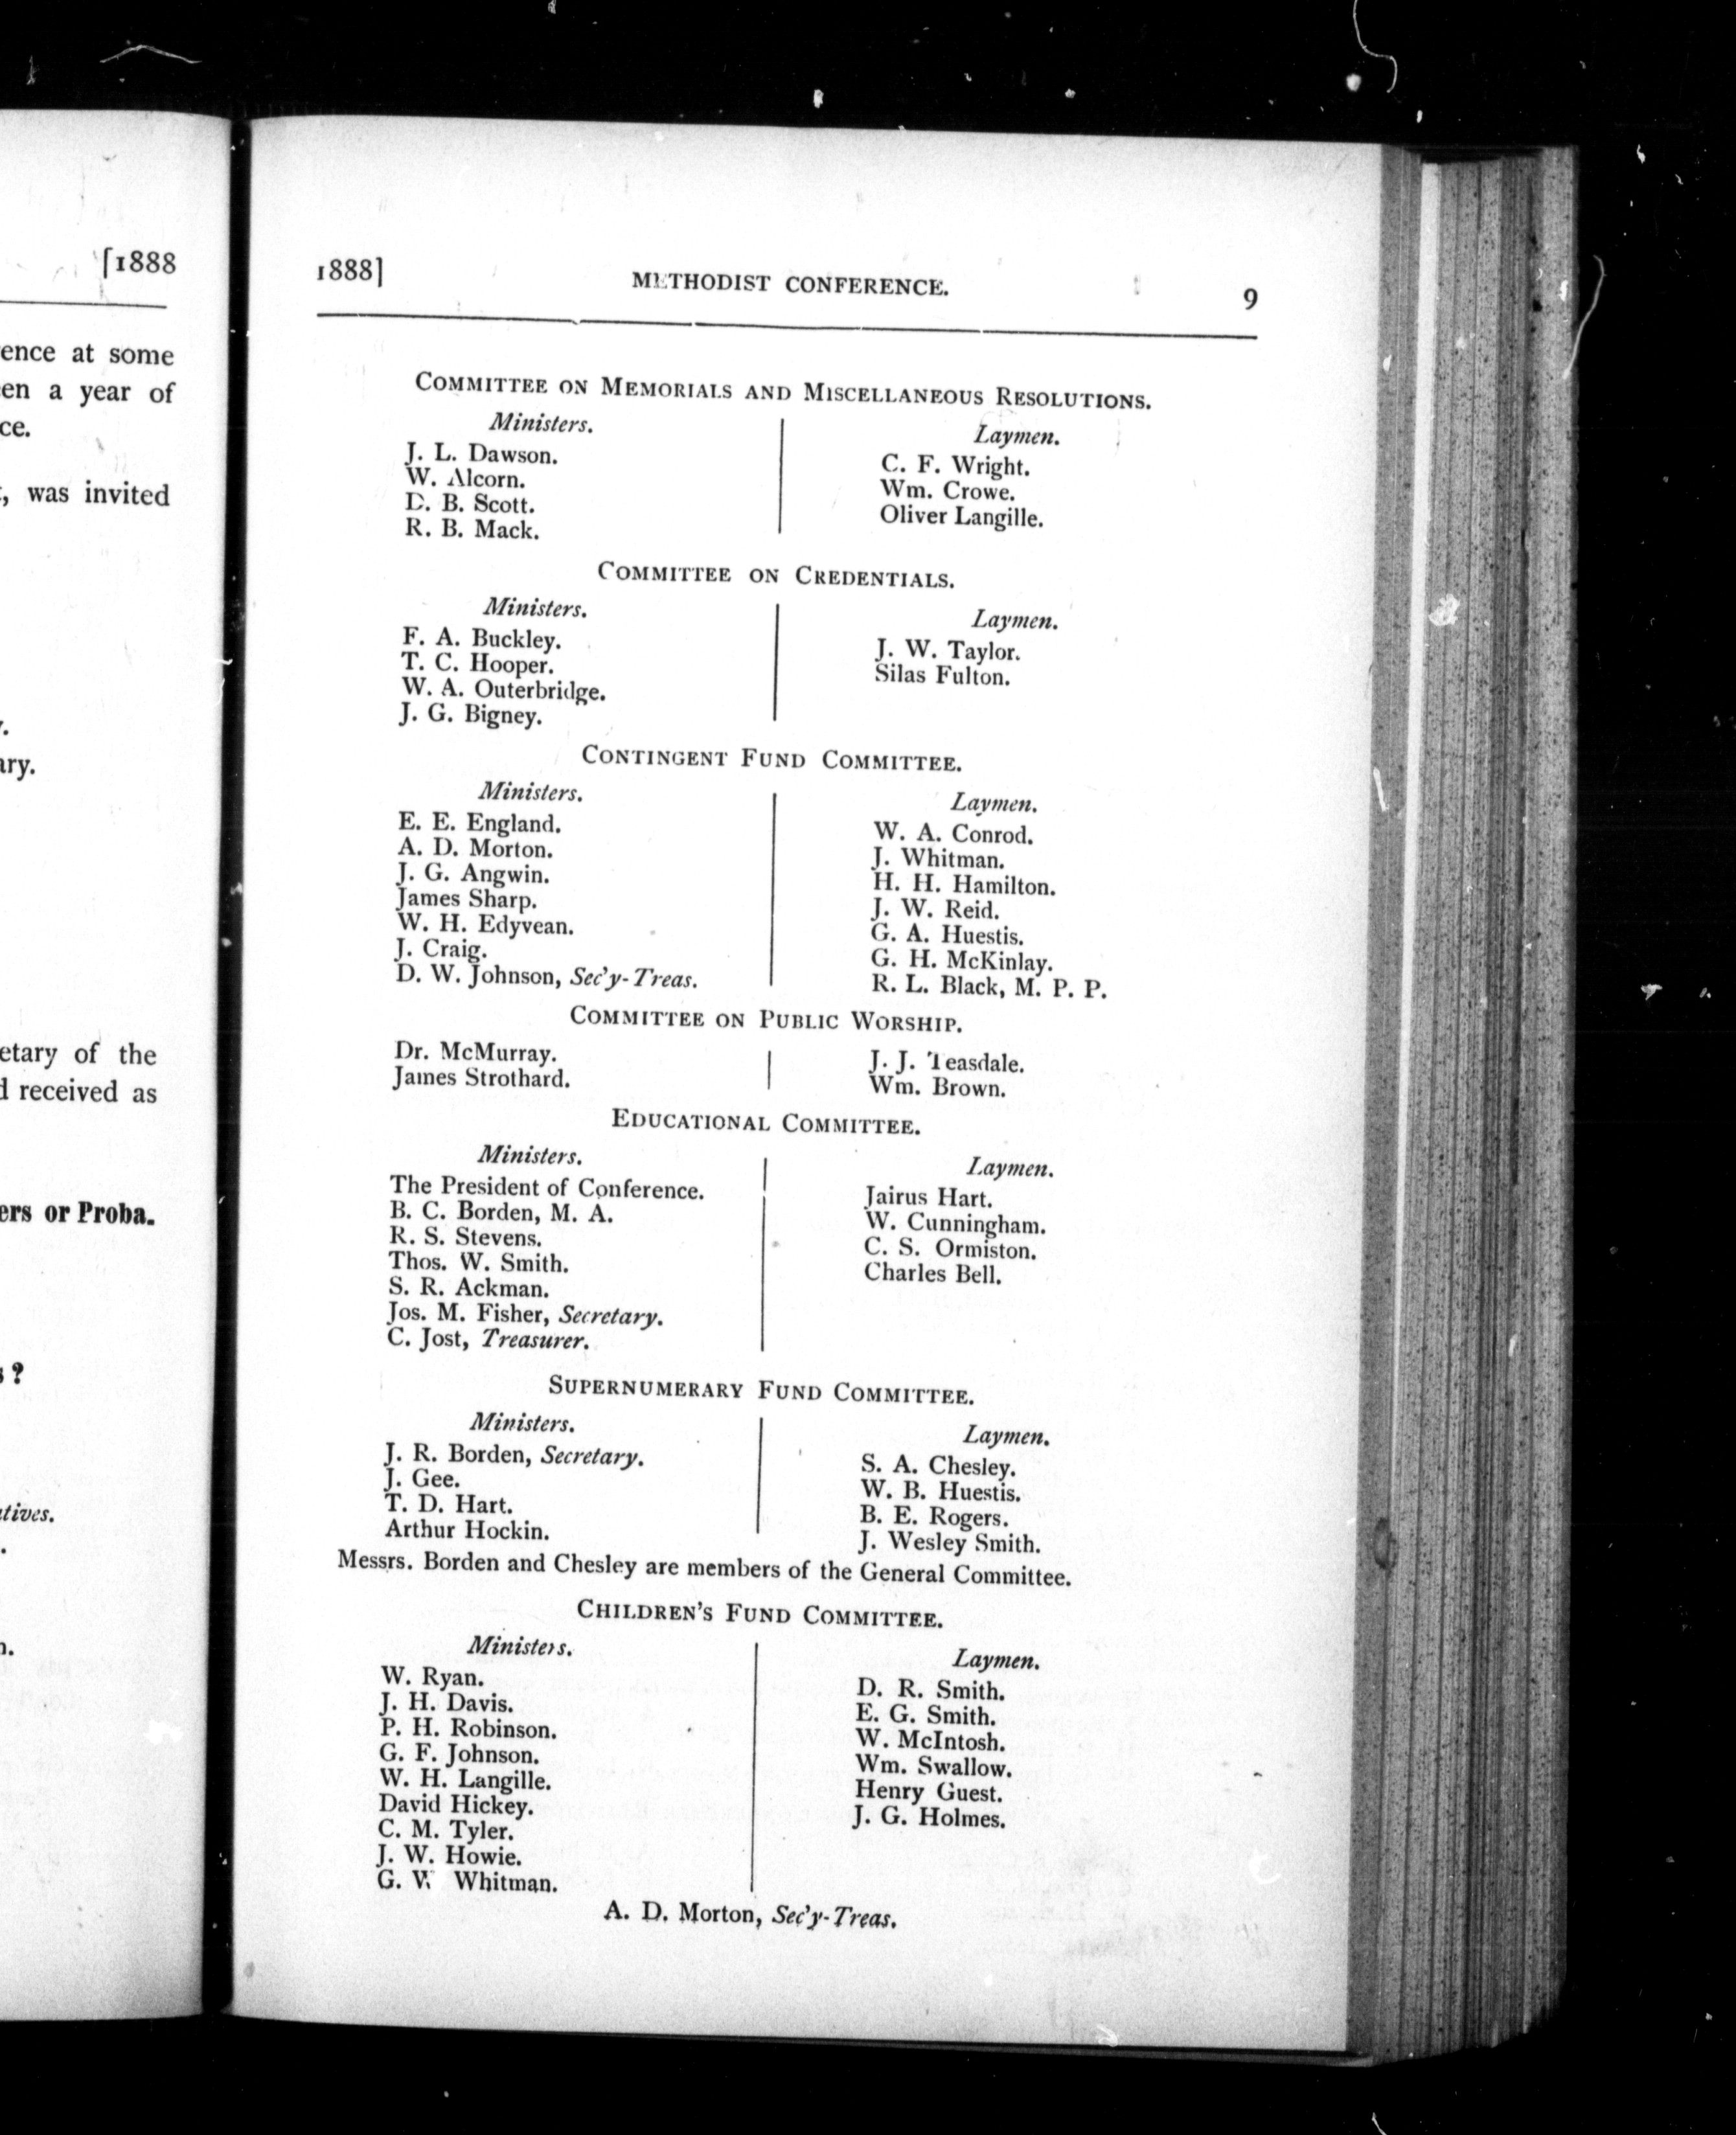 [1888
ence at some
en a year of
ce.
, was invited
ary.
etary of the
d received as
ers or Proba.
s ?
tives.
1888]
METHODIST CONFERENCE.
9
COMMITTEE ON MEMORIALS AND MISCELLANEOUS RESOLUTIONS.
Ministers.
J. L. Dawson.
W. Alcorn.
D. B. Scott.
R. B. Mack.
Laymen.
C. F. Wright.
Wm. Crowe.
Oliver Langille.
COMMITTEE ON CREDENTIALS.
Ministers.
F. A. Buckley.
T. C. Hooper.
W. A. Outerbridge.
J. G. Bigney.
Laymen.
J. W. Taylor.
Silas Fulton.
CONTINGENT FUND COMMITTEE.
Ministers.
E. E. England.
A. D. Morton.
J. G. Angwin.
James Sharp.
W. H. Edyvean.
J. Craig.
D. W. Johnson, Sec'y-Treas.
Laymen.
W. A. Conrod.
J. Whitman.
H. H. Hamilton.
J. W. Reid.
G. A. Huestis.
G. H. McKinlay.
R. L. Black, M. P. P.
COMMITTEE ON PUBLIC WORSHIP.
Dr. McMurray.
James Strothard.
J. J. Teasdale.
Wm. Brown.
EDUCATIONAL COMMITTEE.
Ministers.
The President of Conference.
B. C. Borden, M. A.
R. S. Stevens.
Thos. W. Smith.
S. R. Ackman.
Jos. M. Fisher, Secretary.
C. Jost, Treasurer.
Laymen.
Jairus Hart.
W. Cunningham.
C. S. Ormiston.
Charles Bell.
SUPERNUMERARY FUND COMMITTEE.
Ministers.
J. R. Borden, Secretary.
J. Gee.
T. D. Hart.
Arthur Hockin.
Laymen.
S. A. Chesley.
W. B. Huestis.
B. E. Rogers.
J. Wesley Smith.
Messrs. Borden and Chesley are members of the General Committee.
CHILDREN'S FUND COMMITTEE.
Ministers.
W. Ryan.
J. H. Davis.
P. H. Robinson.
G. F. Johnson.
W. H. Langille.
David Hickey.
C. M. Tyler.
J. W. Howie.
G. W. Whitman.
Laymen.
D. R. Smith.
E. G. Smith.
W. McIntosh.
Wm. Swallow.
Henry Guest.
J. G. Holmes.
A. D. Morton, Sec'y-Treas.